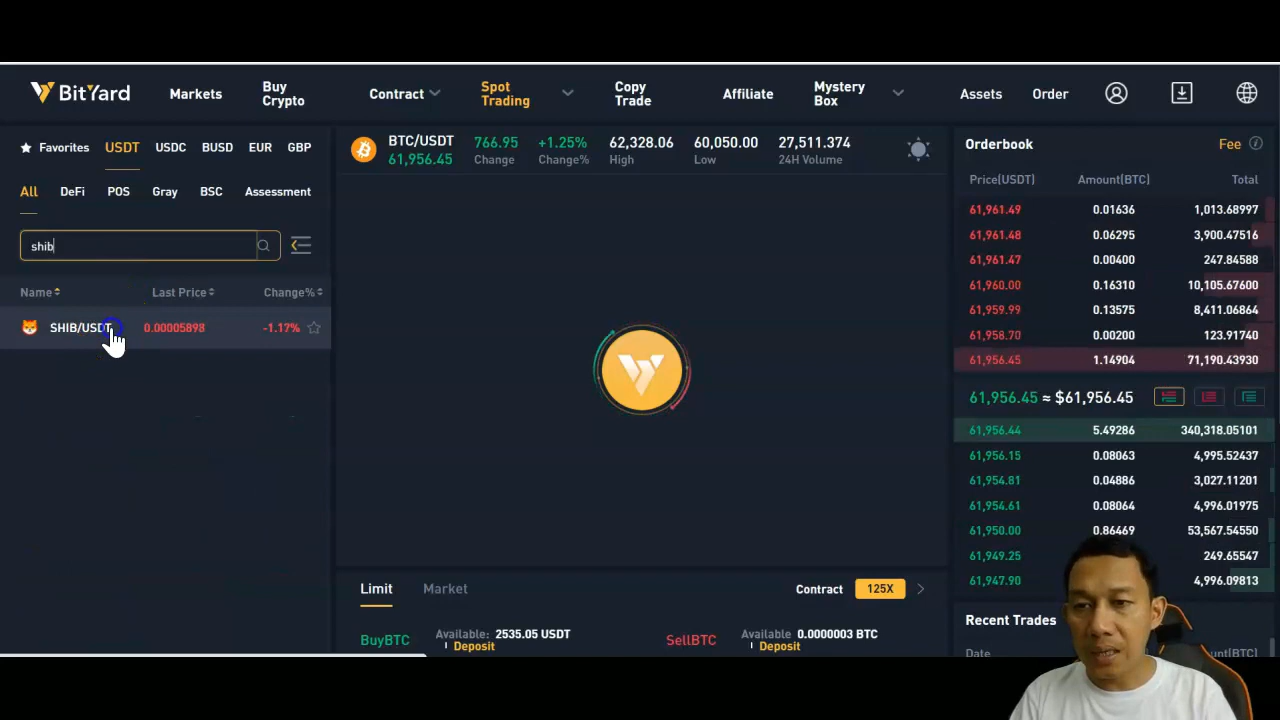 BitYard
Markets
Buy
Crypto
Contract
Spot
Trading
Copy
Trade
Affiliate
Mystery
Box
Assets
Order
Favorites USDT USDC BUSD EUR GBP
All DeFi POS Gray BSC Assessment
shib
Name Last Price Change%
SHIB/USDT 0.00005898 -1.17%
BTC/USDT 766.95 +1.25% 62,328.06 60,050.00 27,511.374
61,956.45 Change Change% High Low 24H Volume
Limit Market Contract 125X
BuyBTC Available: 2535.05 USDT
Deposit
SellBTC Available 0.0000003 BTC
Deposit
Orderbook Fee
Price(USDT) Amount(BTC) Total
61,961.49 0.01636 1,013.68997
61,961.48 0.06295 3,900.47516
61,961.47 0.00400 247.84588
61,960.00 0.16310 10,105.67600
61,959.99 0.13575 8,411.06864
61,958.70 0.00200 123.91740
61,956.45 1.14904 71,190.43930
61,956.45 ≈ $61,956.45
61,956.44 5.49286 340,318.05101
61,956.15 0.08063 4,995.52437
61,954.81 0.04886 3,027.11201
61,954.61 0.08064 4,996.01975
61,950.00 0.86469 53,567.54550
61,949.25 249.65547
61,947.90 4,996.09813
Recent Trades
Date